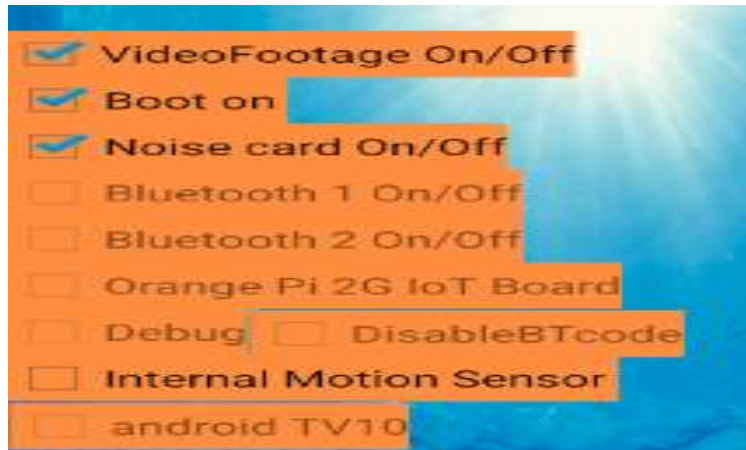 VideoFootage On/Off
Boot on
Noise card On/Off
Bluetooth 1 On/Off
Bluetooth 2 On/Off
Orange Pi 2G IoT Board
Debug DisableBTcode
Internal Motion Sensor
android TV10